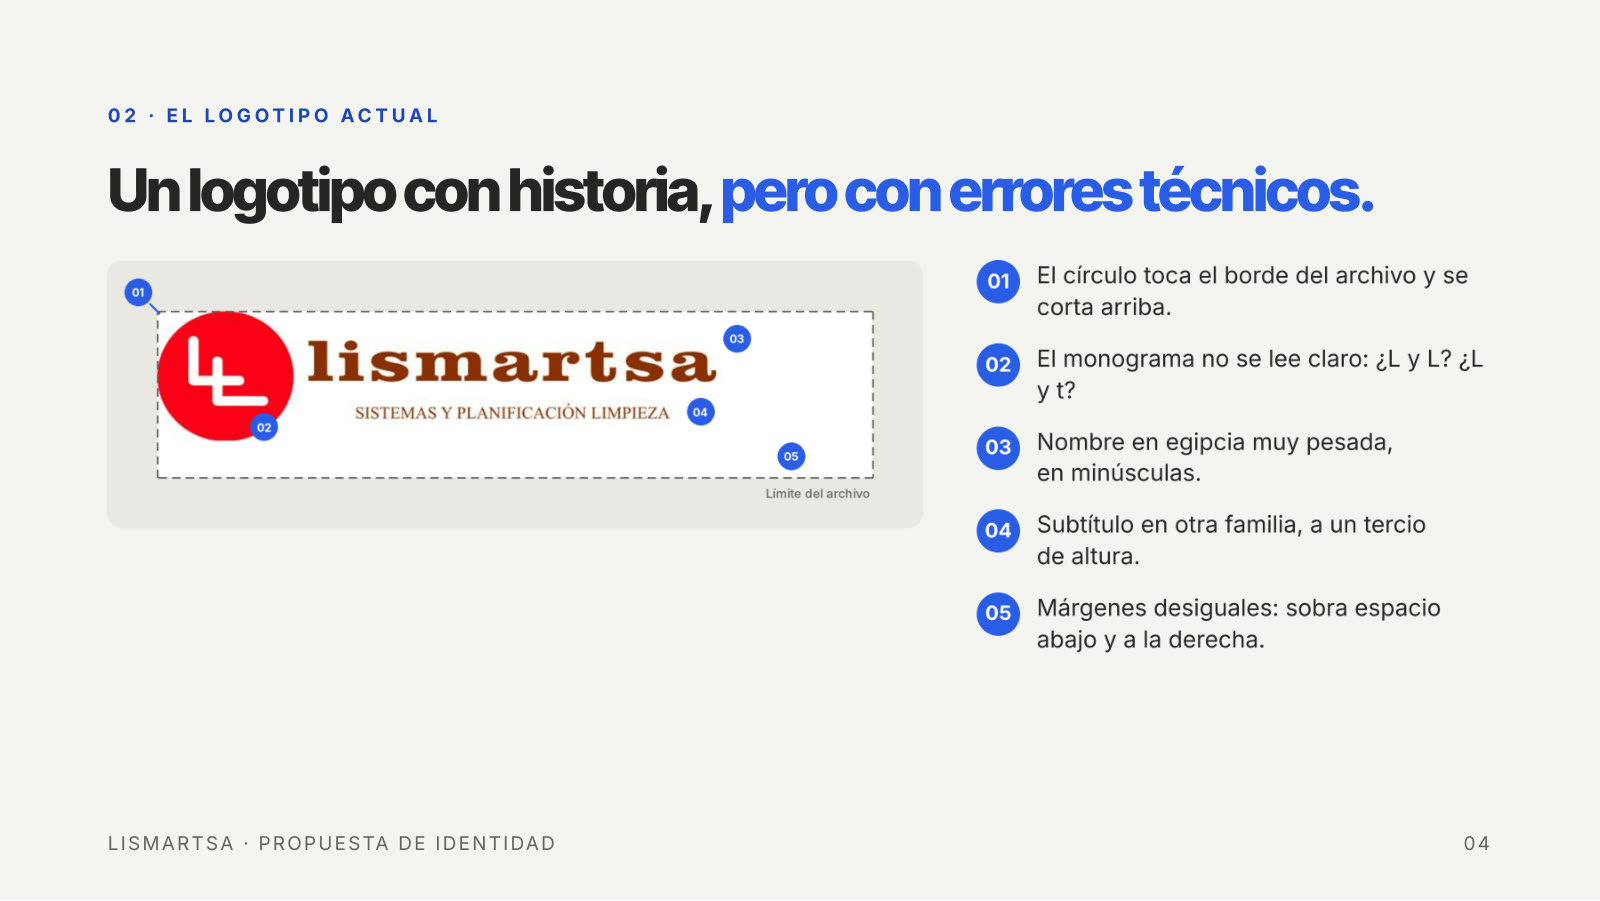 02 · EL LOGOTIPO ACTUAL
Un logotipo con historia, pero con errores técnicos.
01
lismartsa
03
SISTEMAS Y PLANIFICACIÓN LIMPIEZA
04
02
05
Límite del archivo
01 El círculo toca el borde del archivo y se
corta arriba.
02 El monograma no se lee claro: ¿L y L? ¿L
y t?
03 Nombre en egipcia muy pesada,
en minúsculas.
04 Subtítulo en otra familia, a un tercio
de altura.
05 Márgenes desiguales: sobra espacio
abajo y a la derecha.
LISMARTSA · PROPUESTA DE IDENTIDAD
04